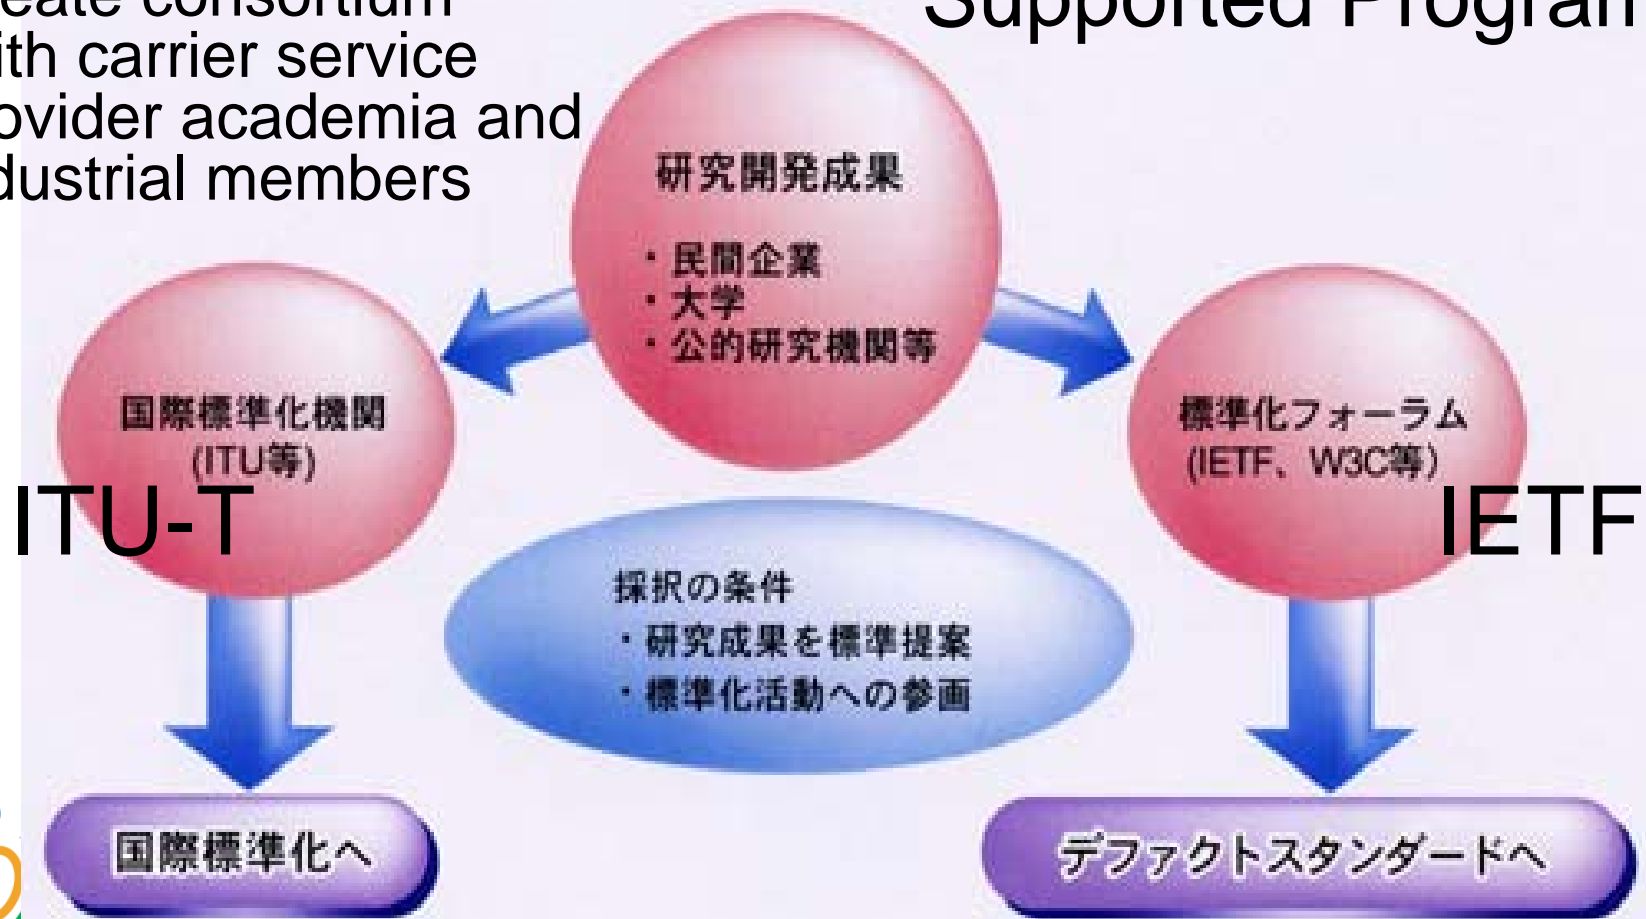 eate consortium
ith carrier service
ovider academia and
dustrial members
Supported Program
研究開発成果
・民間企業
・大学
・公的研究機関等
国際標準化機関
(ITU等)
ITU-T
標準化フォーラム
(IETF、W3C等)
IETF
採択の条件
・研究成果を標準提案
・標準化活動への参画
国際標準化へ
デファクトスタンダードへ